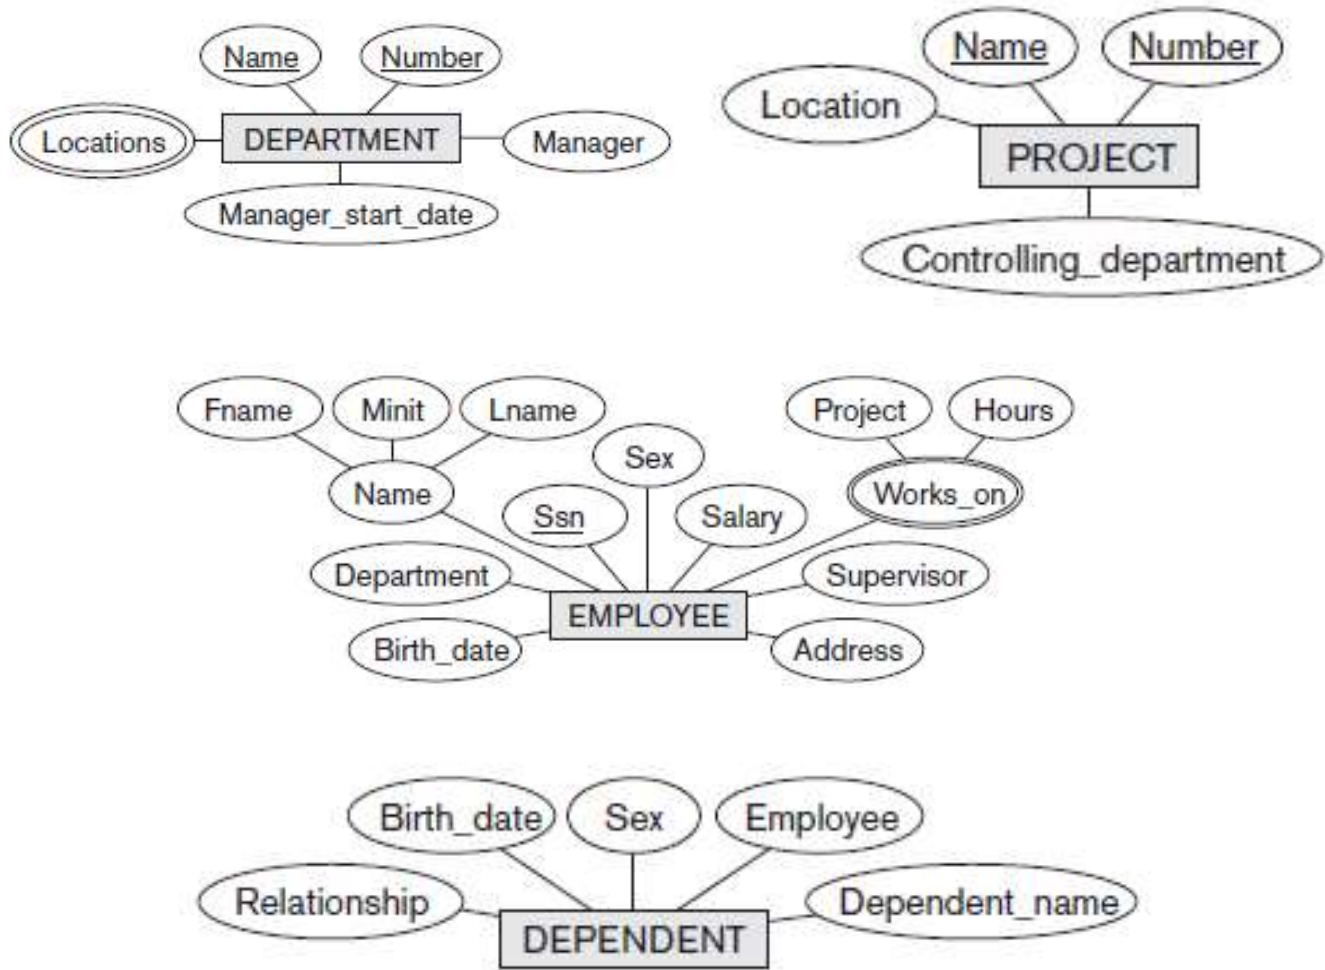 Name
Number
Locations
DEPARTMENT
Manager
Manager_start_date
Name
Number
Location
PROJECT
Controlling_department
Fname
Minit
Lname
Project
Hours
Sex
Name
Ssn
Salary
Works_on
Department
Supervisor
EMPLOYEE
Birth_date
Address
Birth_date
Sex
Employee
Relationship
Dependent_name
DEPENDENT